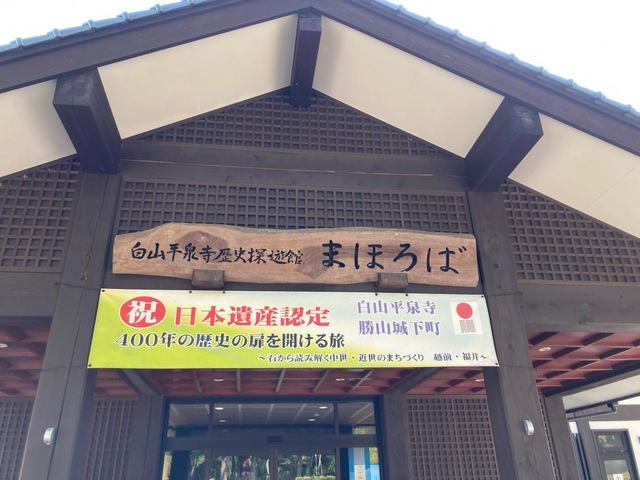 白山平泉寺歴史探遊館 まほろば
祝 日本遺産認定
400年の歴史の扉を開ける旅
白山平泉寺
勝山城下町
～石から読み解く中世・近世のまちづくり 越前・福井～